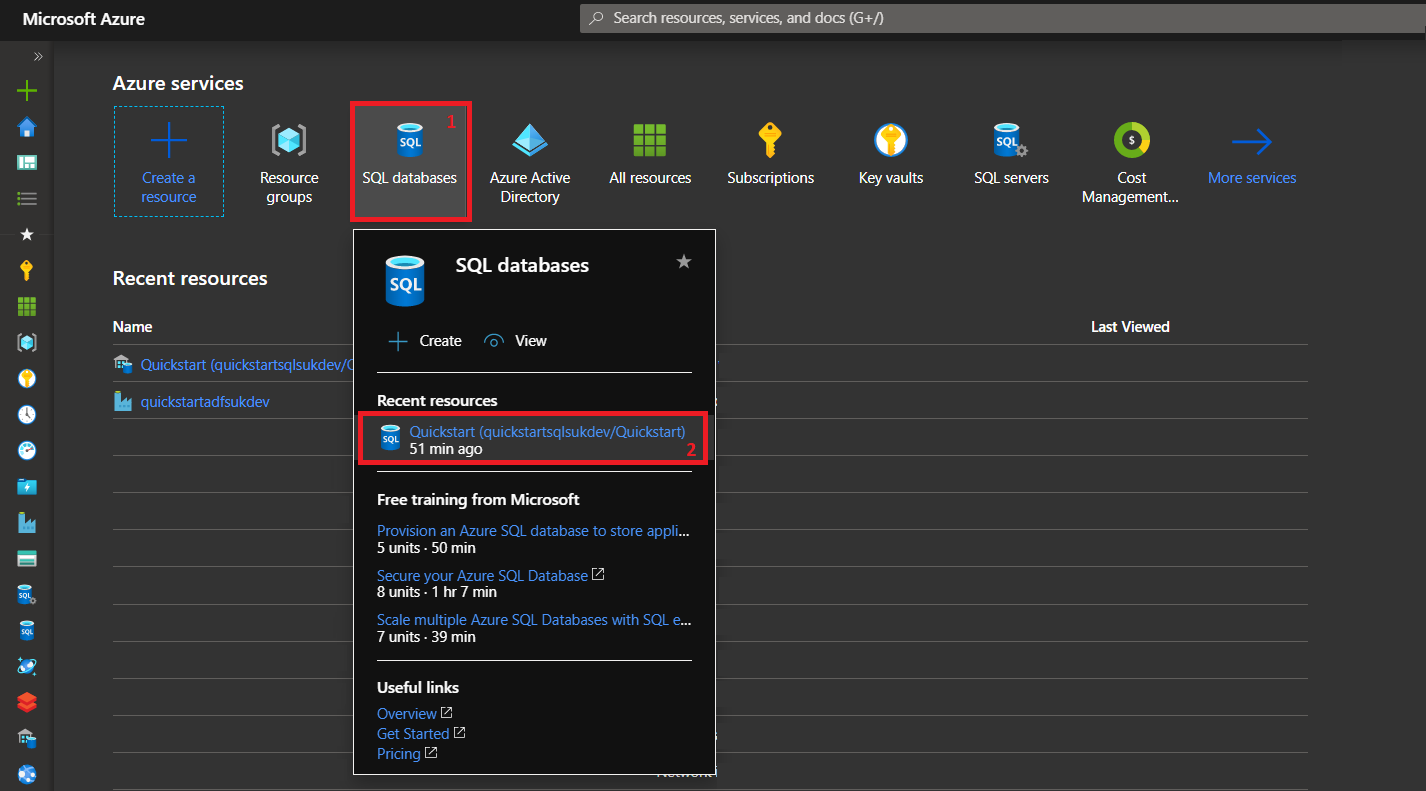 Microsoft Azure
Search resources, services, and docs (G+/)
Azure services
1
Create a
resource
Resource
groups
SQL
SQL databases
Azure Active
Directory
All resources
Subscriptions
Key vaults
SQL
SQL servers
$
Cost
Management...
More services
Recent resources
Name
Last Viewed
Quickstart (quickstartsqlsukdev/
quickstartadfsukdev
SQL
SQL databases
Create
View
Recent resources
SQL
Quickstart (quickstartsqlsukdev/Quickstart)
51 min ago
2
Free training from Microsoft
Provision an Azure SQL database to store appli...
5 units · 50 min
Secure your Azure SQL Database
8 units · 1 hr 7 min
Scale multiple Azure SQL Databases with SQL e...
7 units · 39 min
Useful links
Overview
Get Started
Pricing
SQL
SQL